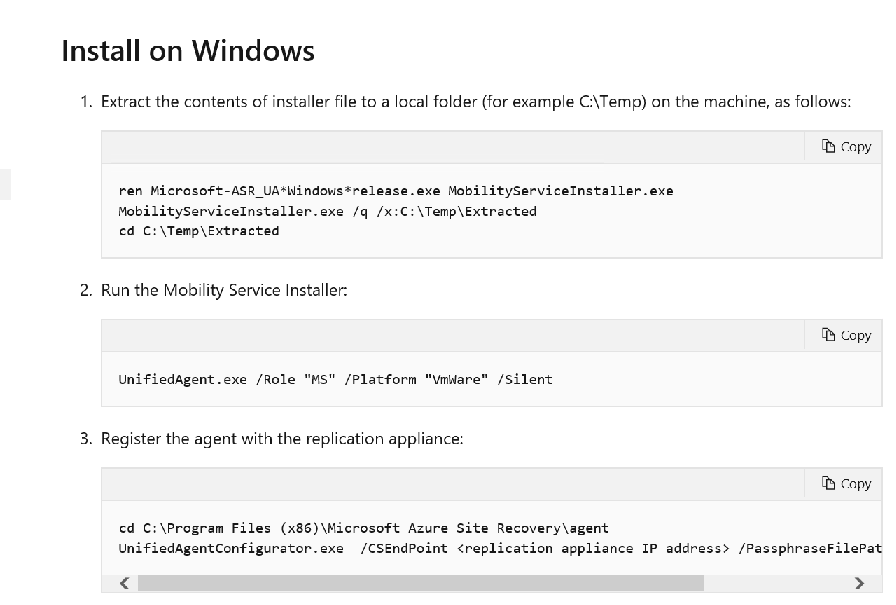 Install on Windows
1. Extract the contents of installer file to a local folder (for example C:\Temp) on the machine, as follows:
Copy
ren Microsoft-ASR_UA*Windows*release.exe MobilityServiceInstaller.exe
MobilityServiceInstaller.exe /q /x:C:\Temp\Extracted
cd C:\Temp\Extracted
2. Run the Mobility Service Installer:
Copy
UnifiedAgent.exe /Role "MS" /Platform "VmWare" /Silent
3. Register the agent with the replication appliance:
Copy
cd C:\Program Files (x86)\Microsoft Azure Site Recovery\agent
UnifiedAgentConfigurator.exe  /CSEndPoint <replication appliance IP address> /PassphraseFilePat